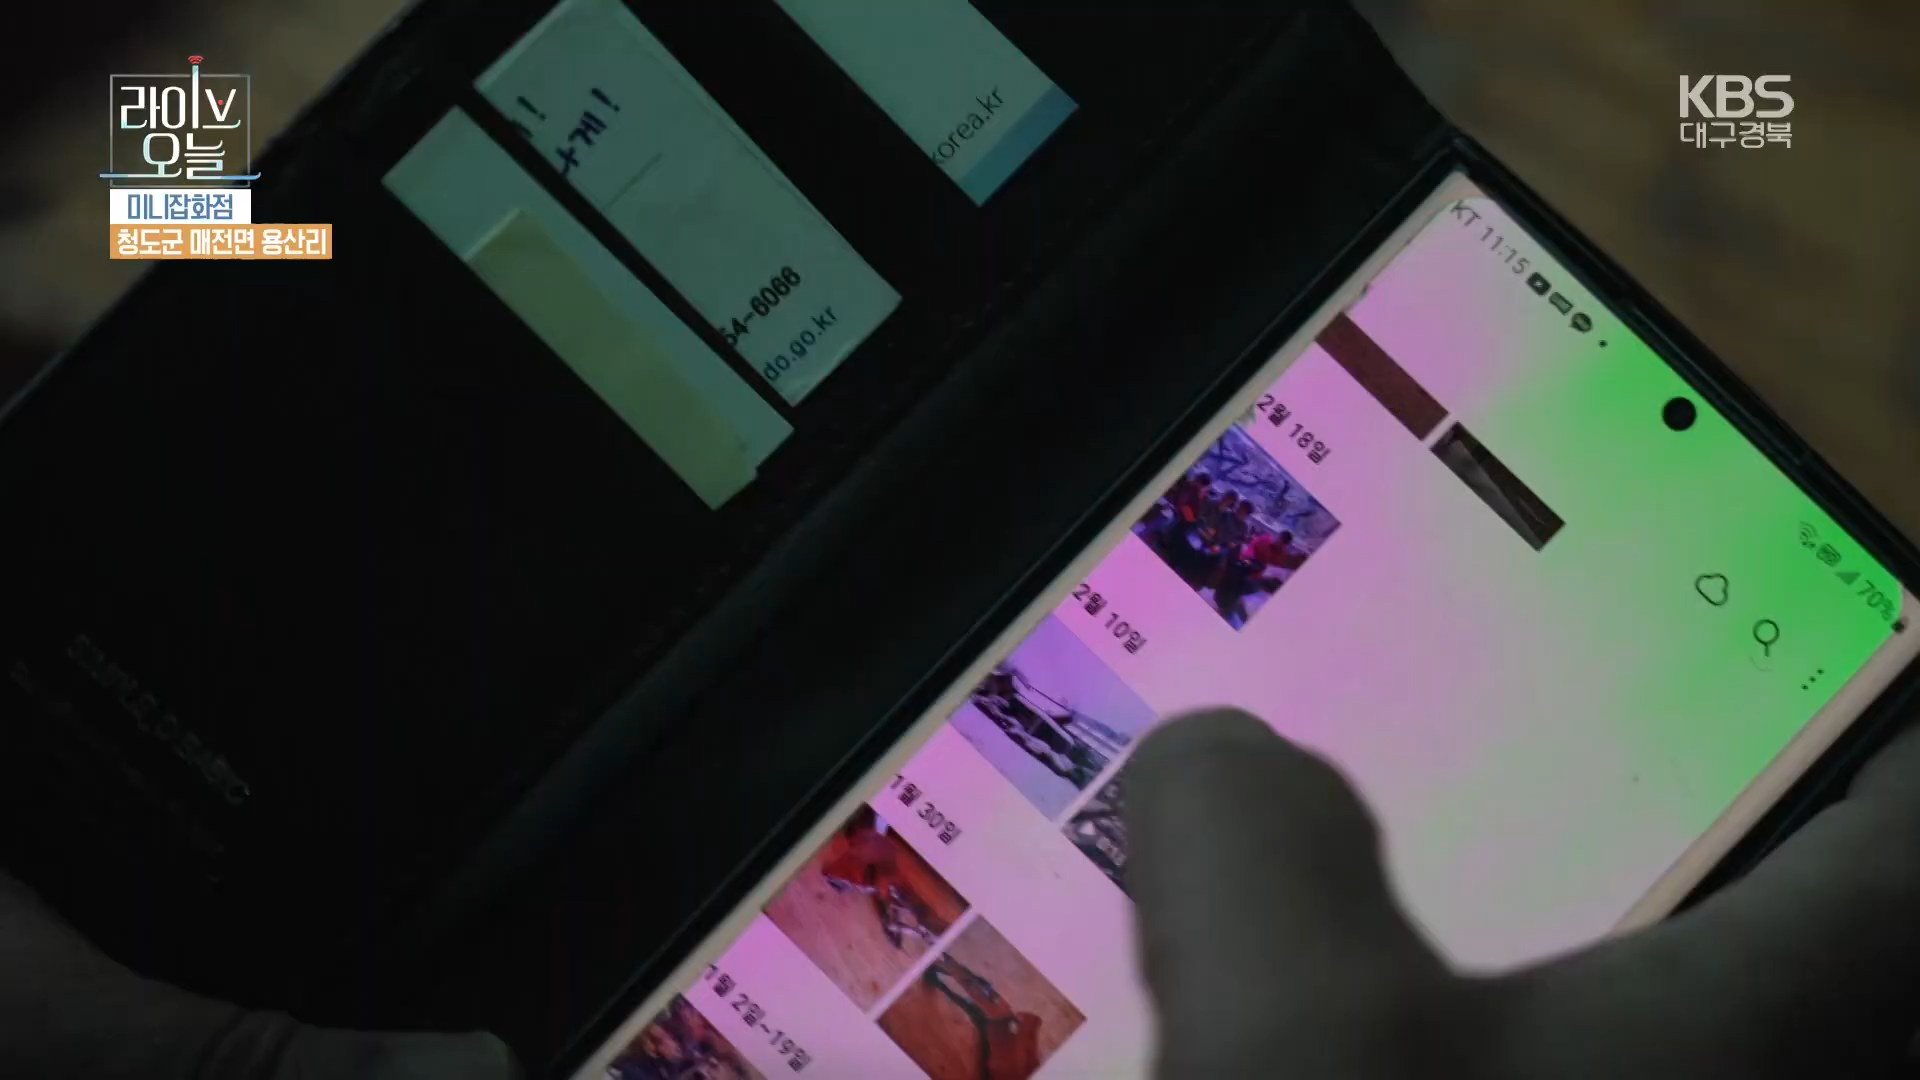 라이브
오늘
미니잡화점
청도군 매전면 용산리
KBS
대구경북
korea.kr
54-6066
do.go.kr
KT 11:15
70%
2월 18일
2월 10일
1월 30일
1월 2일~19일